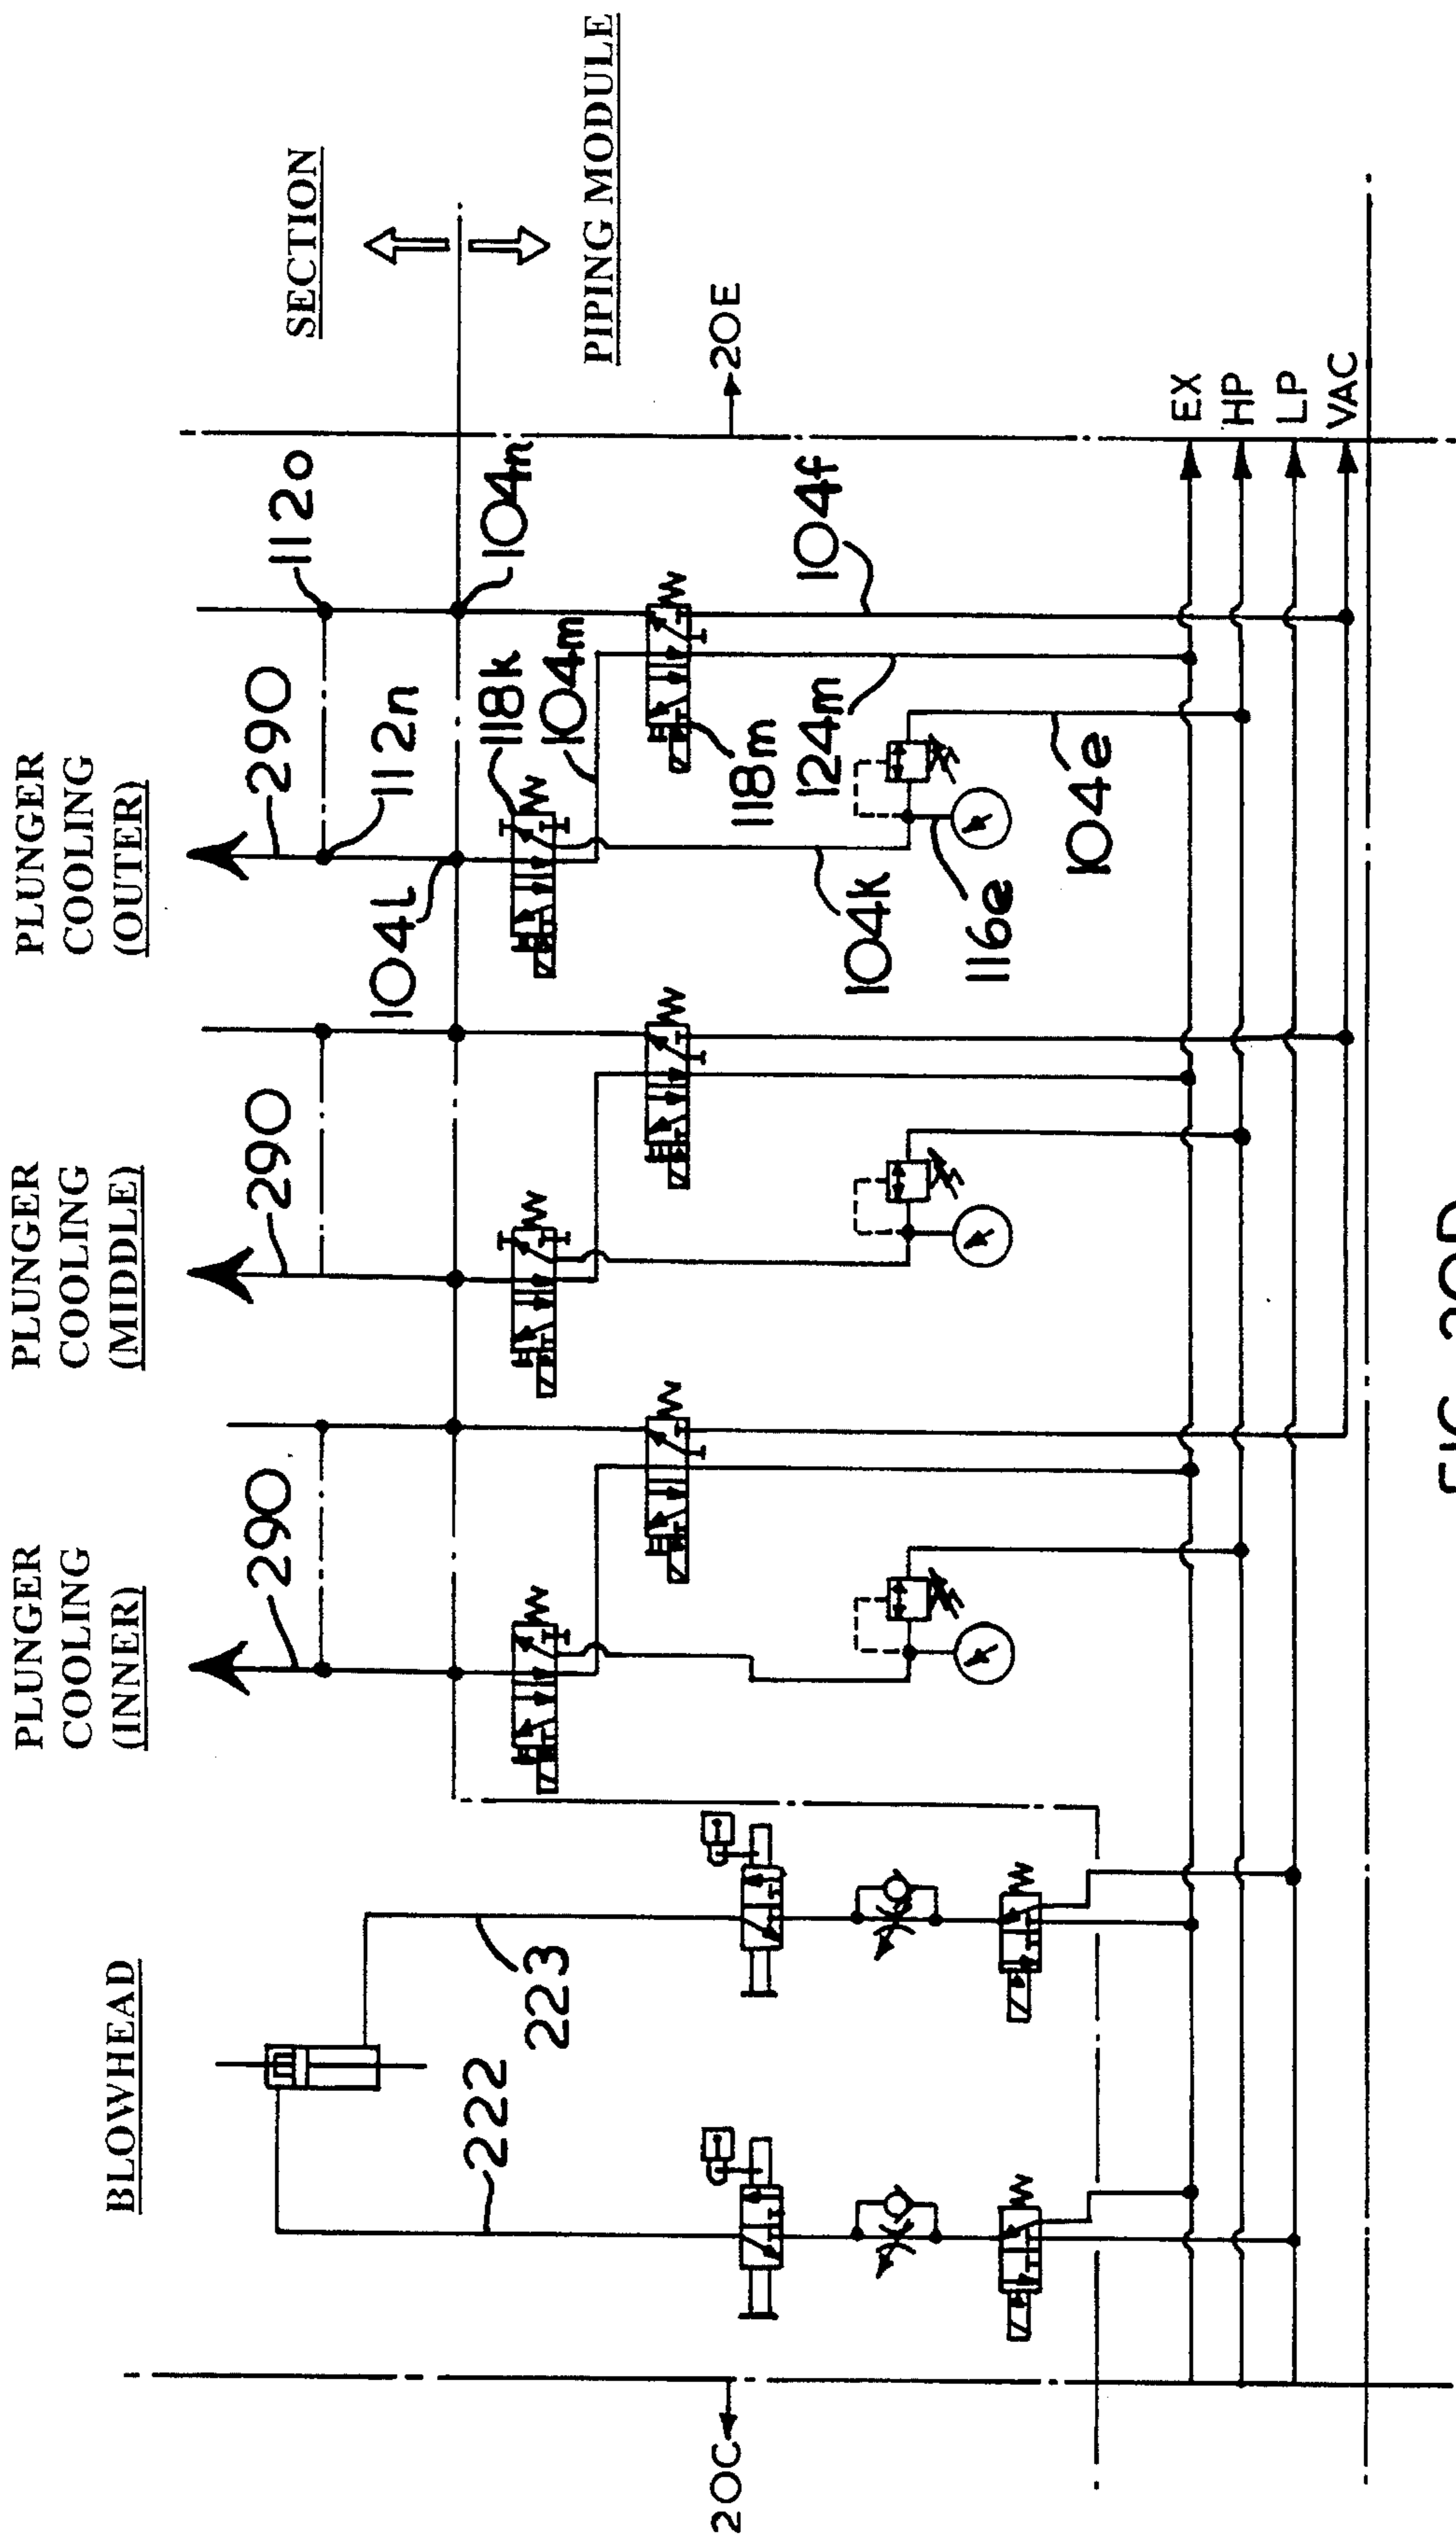 BLOWHEAD
PLUNGER
COOLING
(INNER)
PLUNGER
COOLING
(MIDDLE)
PLUNGER
COOLING
(OUTER)
SECTION
PIPING MODULE
290
290
290
112n
112o
104l
104n
118k
104m
118m
124m
104f
104k
116e
104e
222
223
20C
20E
EX
HP
LP
VAC